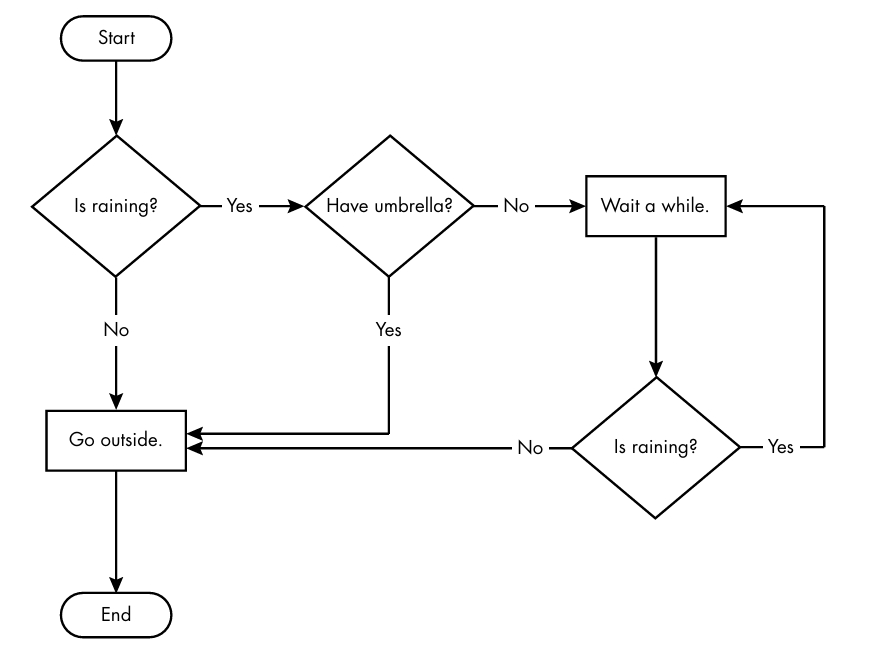 Start
Is raining?
Yes
Have umbrella?
No
Wait a while.
No
Yes
Go outside.
No
Is raining?
Yes
End